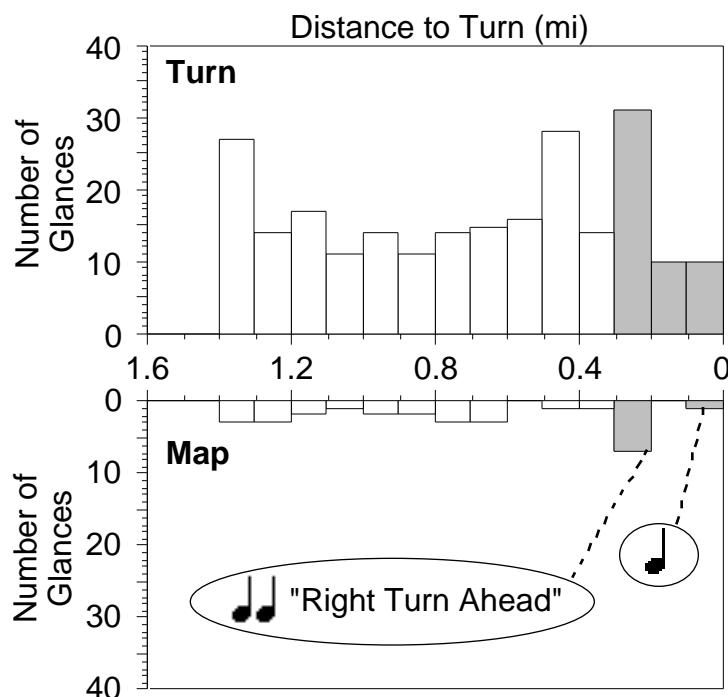 Distance to Turn (mi)
Turn
Number of
Glances
40
30
20
10
0
1.6
1.2
0.8
0.4
0
Map
Number of
Glances
0
10
20
30
40
"Right Turn Ahead"